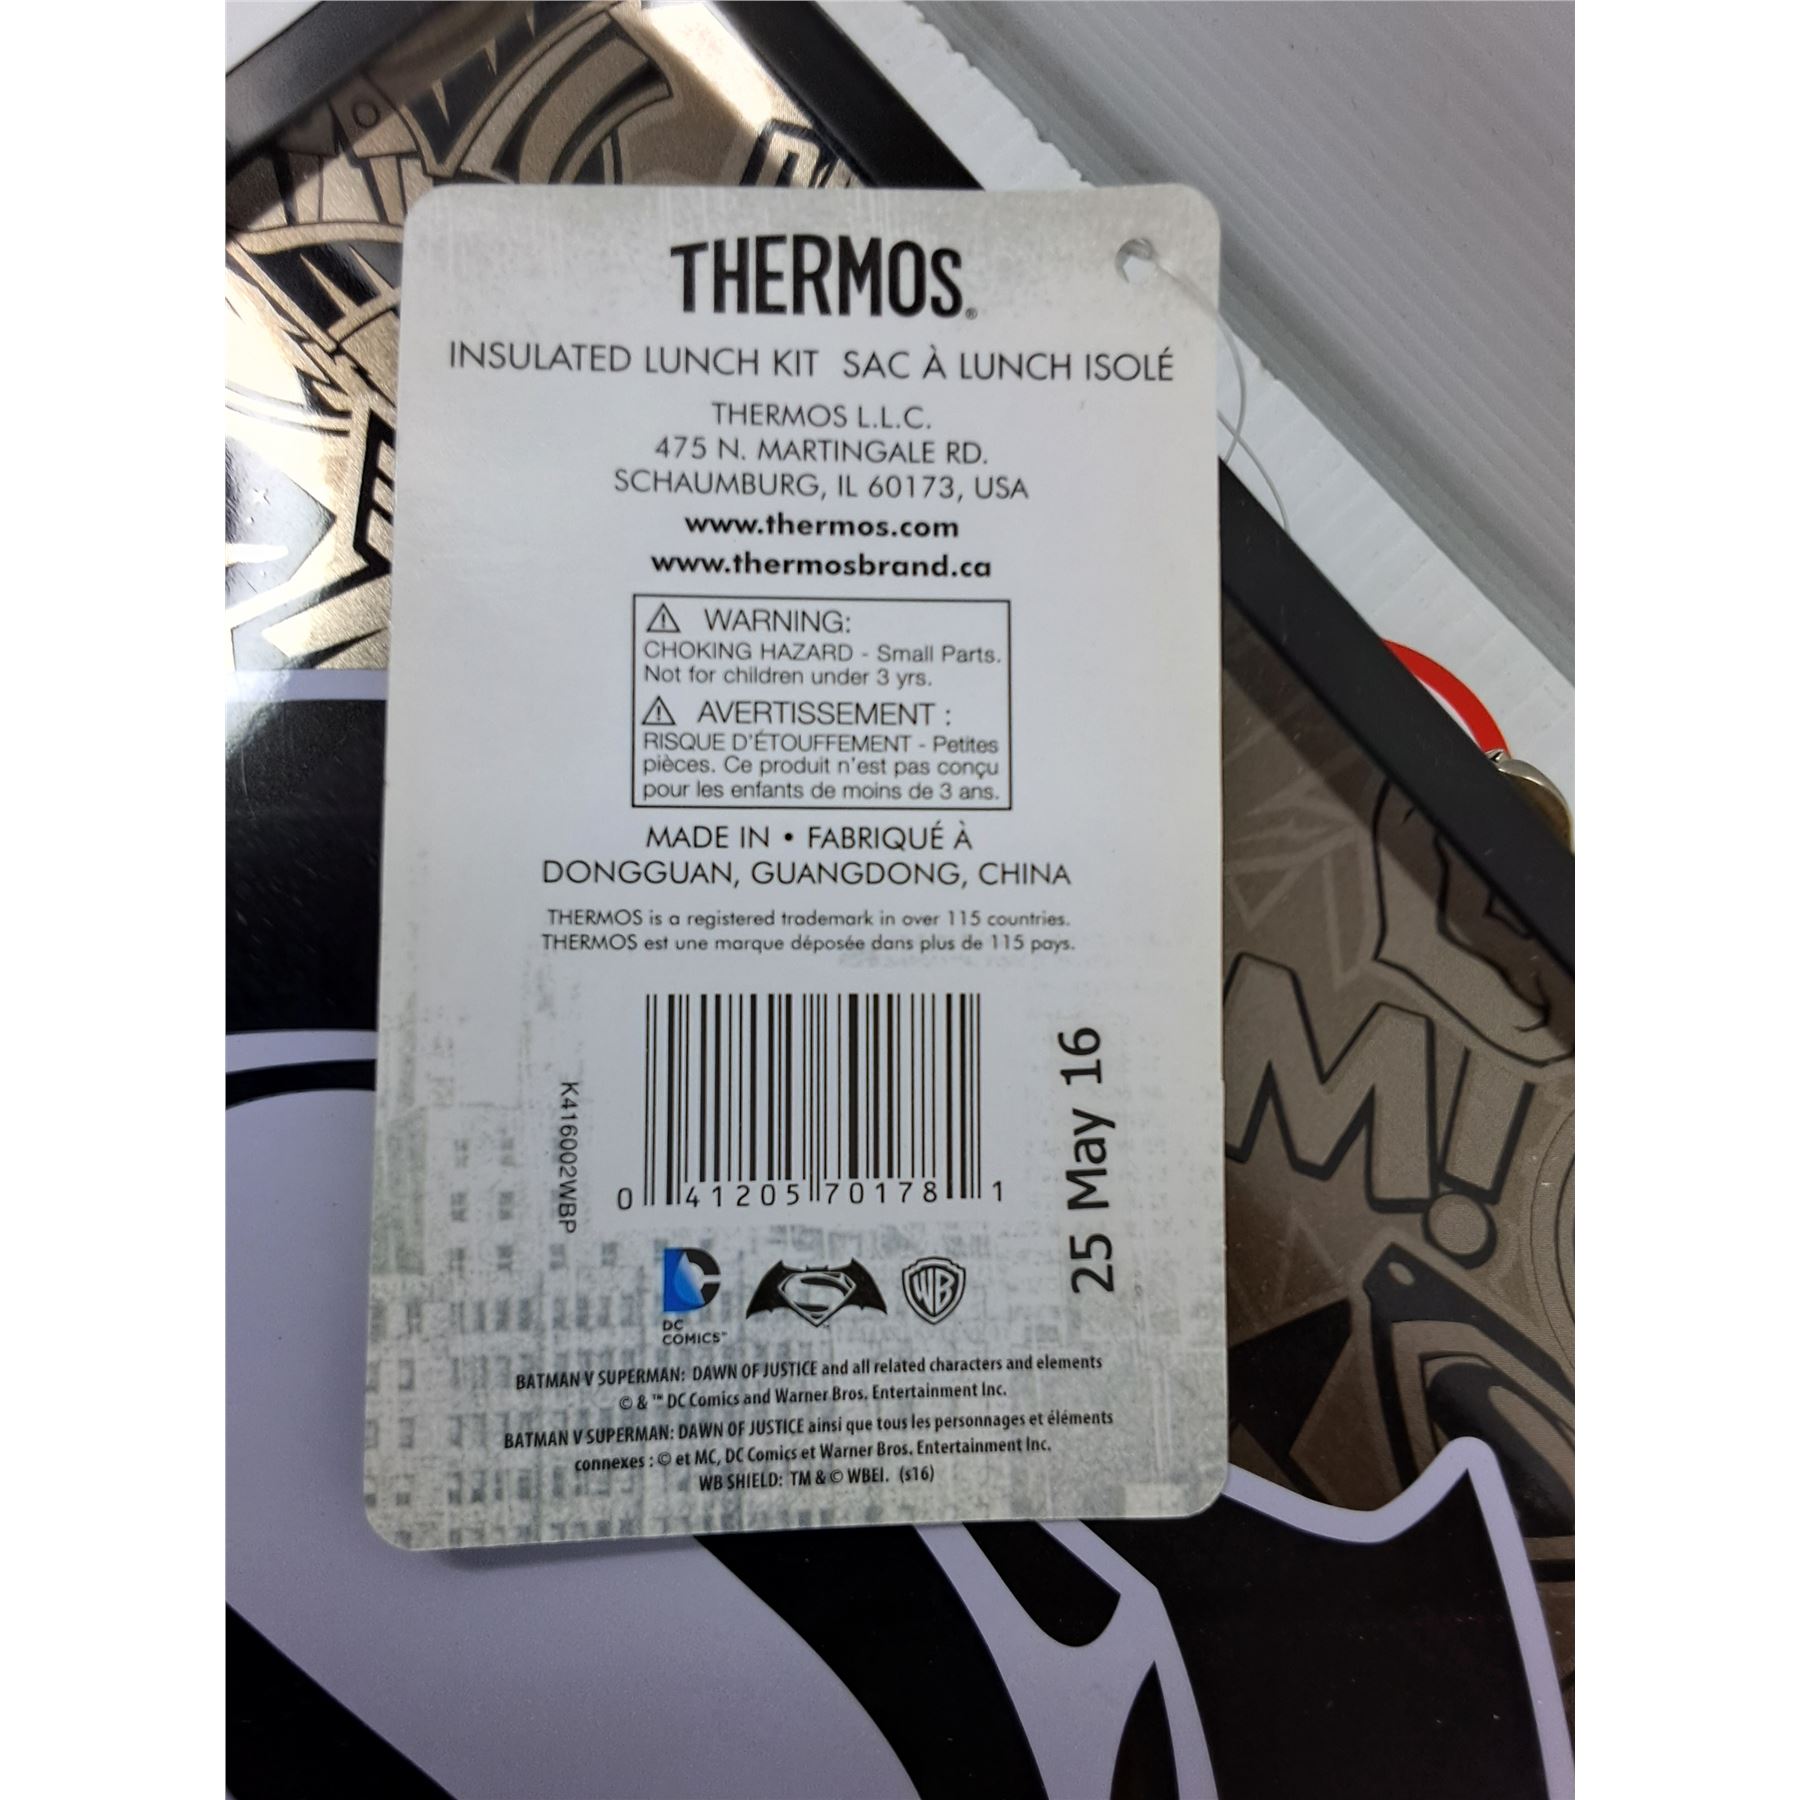 THERMOS®
INSULATED LUNCH KIT SAC À LUNCH ISOLÉ
THERMOS L.L.C.
475 N. MARTINGALE RD.
SCHAUMBURG, IL 60173, USA
www.thermos.com
www.thermosbrand.ca
⚠ WARNING:
CHOKING HAZARD - Small Parts.
Not for children under 3 yrs.
⚠ AVERTISSEMENT :
RISQUE D'ÉTOUFFEMENT - Petites
pièces. Ce produit n'est pas conçu
pour les enfants de moins de 3 ans.
MADE IN • FABRIQUÉ À
DONGGUAN, GUANGDONG, CHINA
THERMOS is a registered trademark in over 115 countries.
THERMOS est une marque déposée dans plus de 115 pays.
K416002WBP
0 41205 70178 1
25 May 16
DC
COMICS™
WB
BATMAN V SUPERMAN: DAWN OF JUSTICE and all related characters and elements
© & ™ DC Comics and Warner Bros. Entertainment Inc.
BATMAN V SUPERMAN: DAWN OF JUSTICE ainsi que tous les personnages et éléments
connexes : © et MC, DC Comics et Warner Bros. Entertainment Inc.
WB SHIELD: TM & © WBEI. (s16)
M!